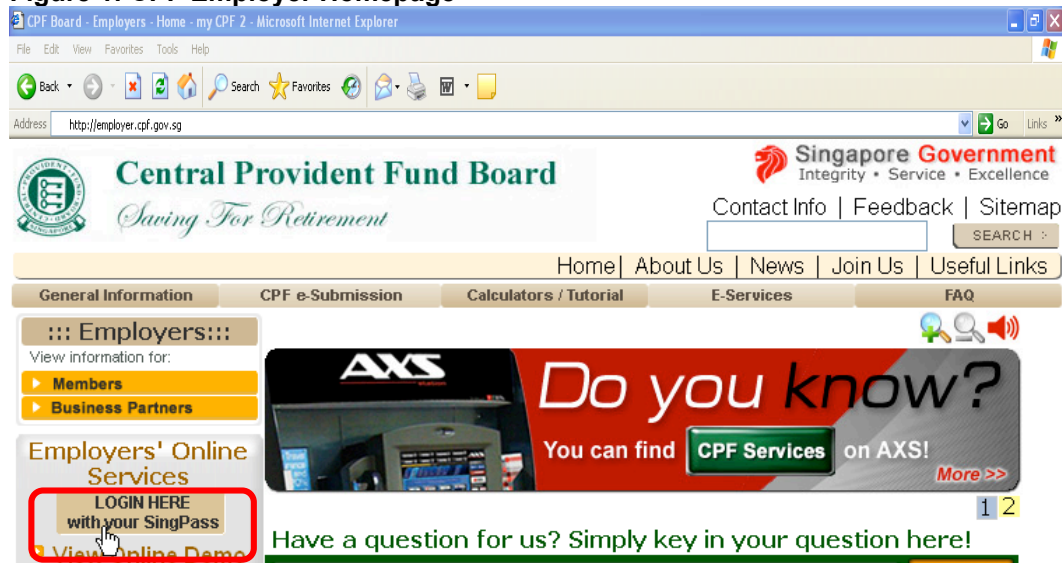 CPF Board - Employers - Home - my CPF 2 - Microsoft Internet Explorer
File Edit View Favorites Tools Help
Back Search Favorites
Address http://employer.cpf.gov.sg Go Links »
Central Provident Fund Board
Saving For Retirement
Singapore Government
Integrity • Service • Excellence
Contact Info | Feedback | Sitemap
SEARCH
Home| About Us | News | Join Us | Useful Links
General Information CPF e-Submission Calculators / Tutorial E-Services FAQ
::: Employers:::
View information for:
Members
Business Partners
AXS
Do you know?
You can find CPF Services on AXS!
More >>
1 2
Employers' Online
Services
LOGIN HERE
with your SingPass
View Online Demo
Have a question for us? Simply key in your question here!